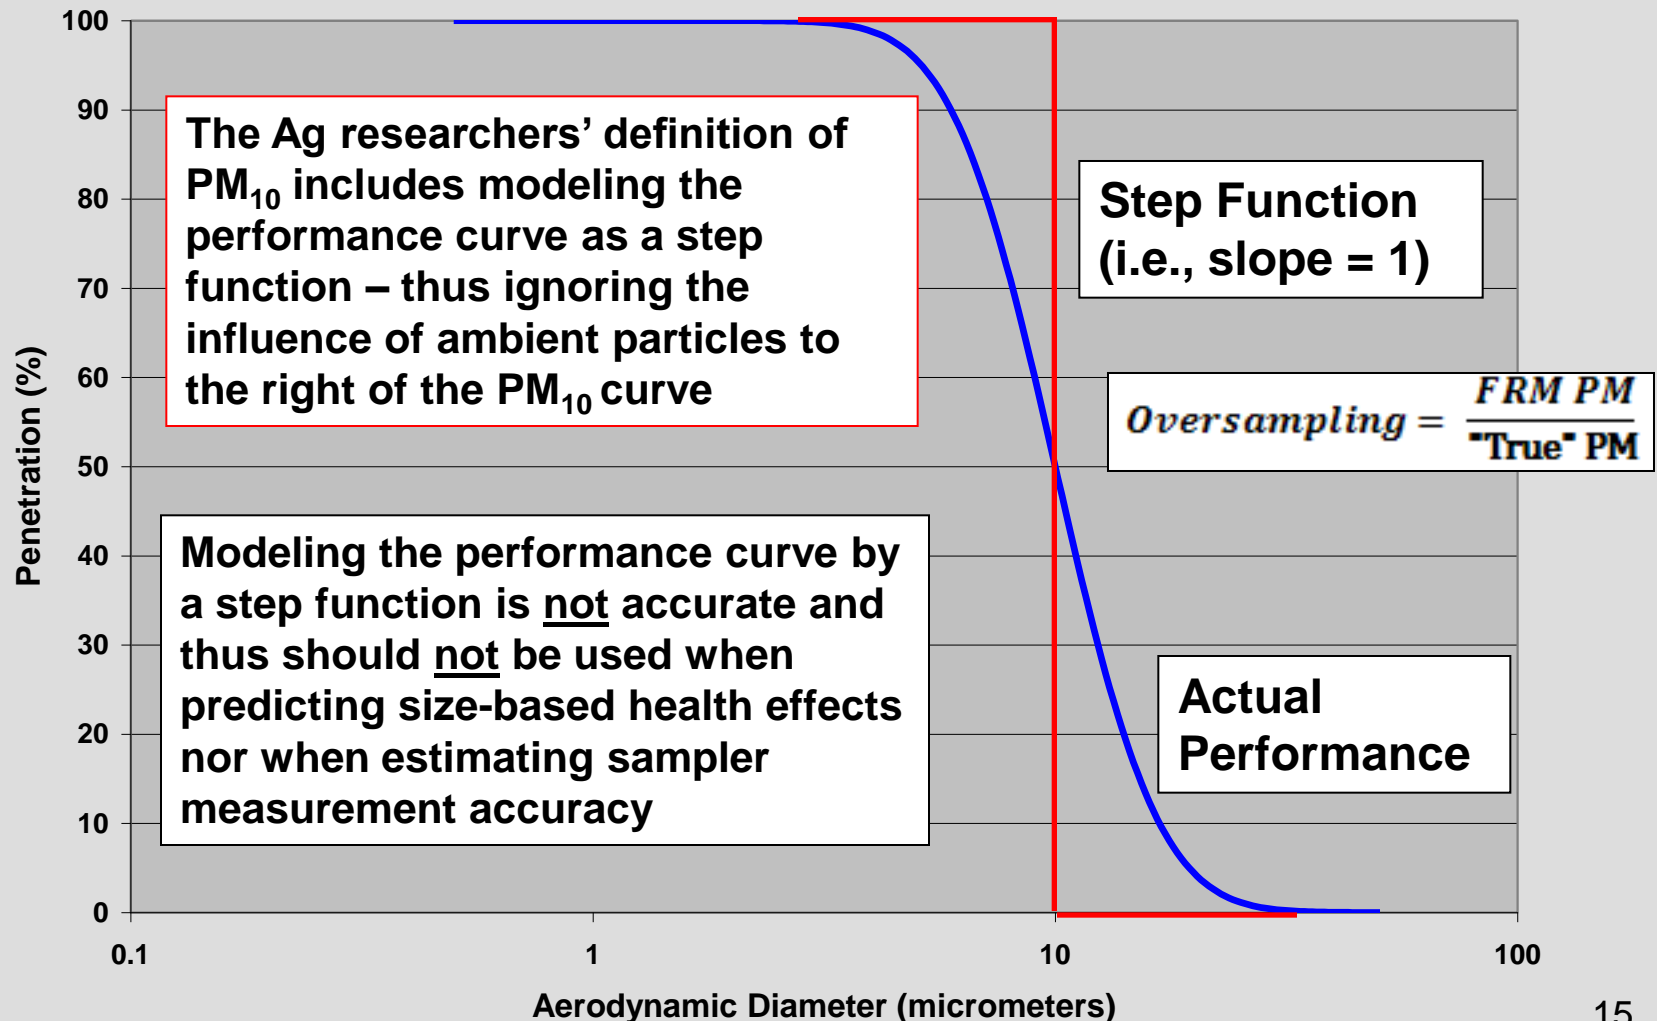 100
90
80
70
60
50
40
30
20
10
0
Penetration (%)
The Ag researchers’ definition of
PM₁₀ includes modeling the
performance curve as a step
function – thus ignoring the
influence of ambient particles to
the right of the PM₁₀ curve
Step Function
(i.e., slope = 1)
Oversampling = FRM PM / "True" PM
Modeling the performance curve by
a step function is not accurate and
thus should not be used when
predicting size-based health effects
nor when estimating sampler
measurement accuracy
Actual
Performance
0.1 1 10 100
Aerodynamic Diameter (micrometers)
15